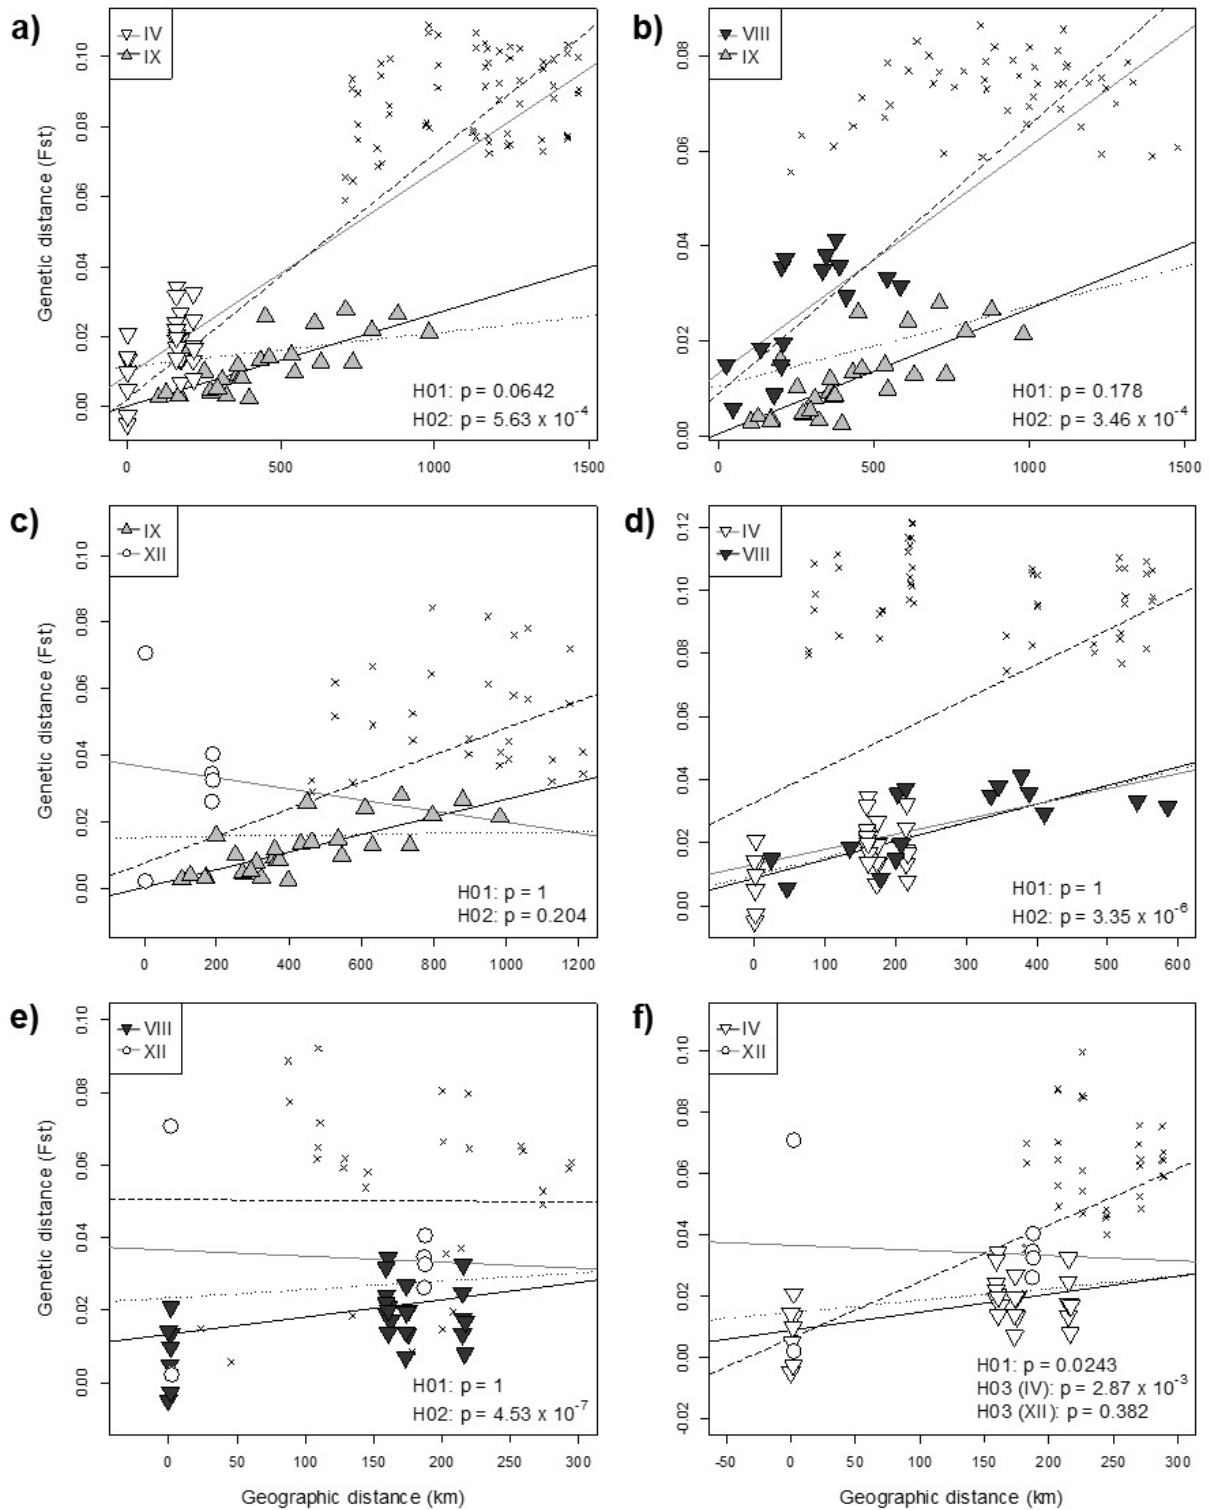 a)
IV
IX
Genetic distance (Fst)
0.00 0.02 0.04 0.06 0.08 0.10
H01: p = 0.0642
H02: p = 5.63 x 10-4
0 500 1000 1500
b)
VIII
IX
0.00 0.02 0.04 0.06 0.08
H01: p = 0.178
H02: p = 3.46 x 10-4
0 500 1000 1500
c)
IX
XII
Genetic distance (Fst)
0.00 0.02 0.04 0.06 0.08 0.10
H01: p = 1
H02: p = 0.204
0 200 400 600 800 1000 1200
d)
IV
VIII
0.00 0.02 0.04 0.06 0.08 0.10 0.12
H01: p = 1
H02: p = 3.35 x 10-6
0 100 200 300 400 500 600
e)
VIII
XII
Genetic distance (Fst)
0.00 0.02 0.04 0.06 0.08 0.10
H01: p = 1
H02: p = 4.53 x 10-7
0 50 100 150 200 250 300
Geographic distance (km)
f)
IV
XII
-0.02 0.00 0.02 0.04 0.06 0.08 0.10
H01: p = 0.0243
H03 (IV): p = 2.87 x 10-3
H03 (XII): p = 0.382
-50 0 50 100 150 200 250 300
Geographic distance (km)